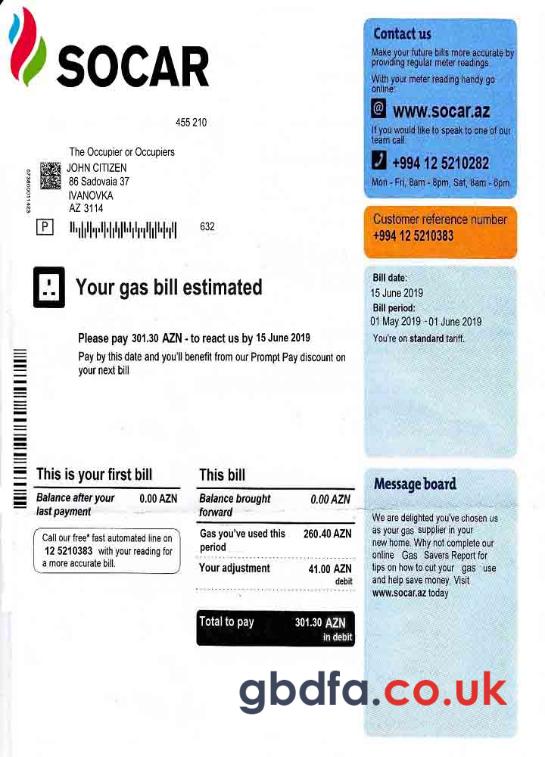 SOCAR
455 210
The Occupier or Occupiers
JOHN CITIZEN
86 Sadovaia 37
IVANOVKA
AZ 3114
P
632
Your gas bill estimated
Please pay 301.30 AZN - to react us by 15 June 2019
Pay by this date and you'll benefit from our Prompt Pay discount on
your next bill
This is your first bill
Balance after your 0.00 AZN
last payment
Call our free* fast automated line on
12 5210383 with your reading for
a more accurate bill.
This bill
Balance brought 0.00 AZN
forward
Gas you've used this 260.40 AZN
period
Your adjustment 41.00 AZN
debit
Total to pay 301.30 AZN
in debit
Contact us
Make your future bills more accurate by
providing regular meter readings.
With your meter reading handy go
online:
@ www.socar.az
If you would like to speak to one of our
team call
+994 12 5210282
Mon - Fri, 8am - 8pm, Sat, 8am - 6pm
Customer reference number
+994 12 5210383
Bill date:
15 June 2019
Bill period:
01 May 2019 - 01 June 2019
You're on standard tariff.
Message board
We are delighted you've chosen us
as your gas supplier in your
new home. Why not complete our
online Gas Savers Report for
tips on how to cut your gas use
and help save money. Visit
www.socar.az today
gbdfa.co.uk